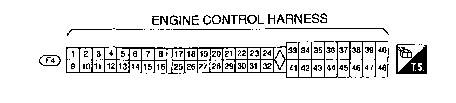 ENGINE CONTROL HARNESS
F4
1 2 3 4 5 6 7 8 17 18 19 20 21 22 23 24 33 34 35 36 37 38 39 40
9 10 11 12 13 14 15 16 25 26 27 28 29 30 31 32 41 42 43 44 45 46 47 48
T.S.